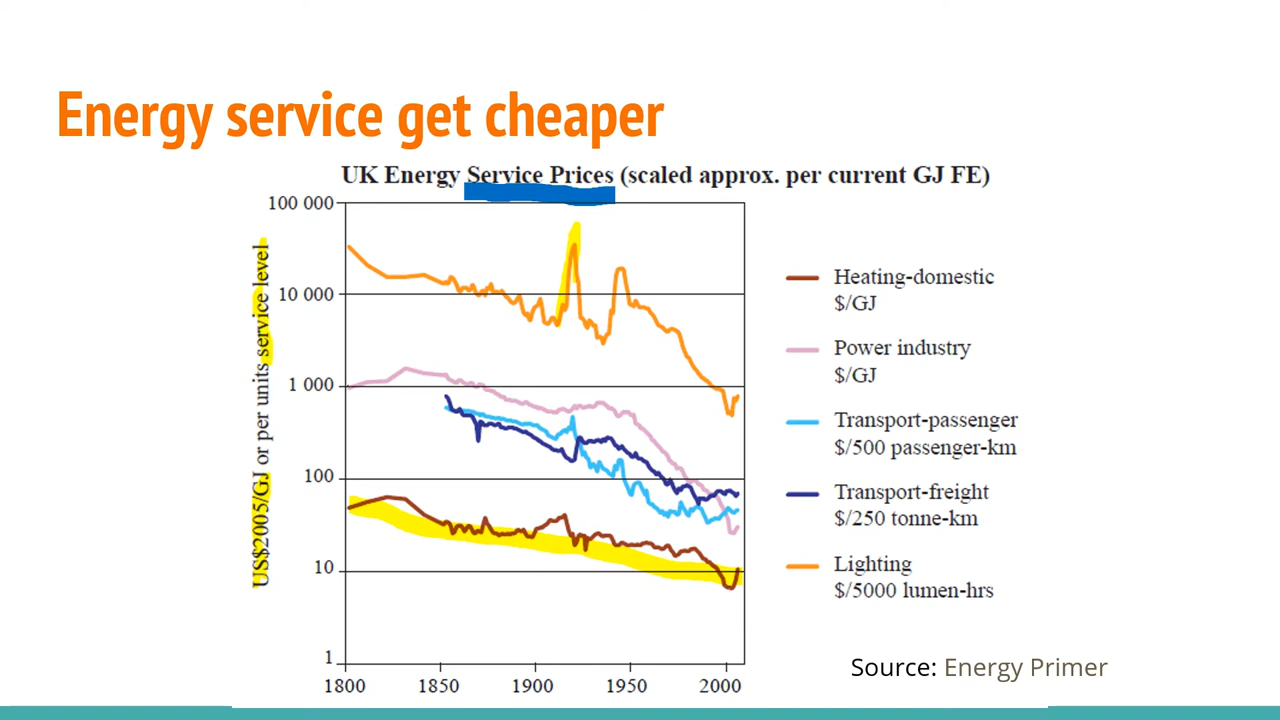 Energy service get cheaper
UK Energy Service Prices (scaled approx. per current GJ FE)
US$2005/GJ or per units service level
100 000
10 000
1 000
100
10
1
1800
1850
1900
1950
2000
Heating-domestic
$/GJ
Power industry
$/GJ
Transport-passenger
$/500 passenger-km
Transport-freight
$/250 tonne-km
Lighting
$/5000 lumen-hrs
Source: Energy Primer